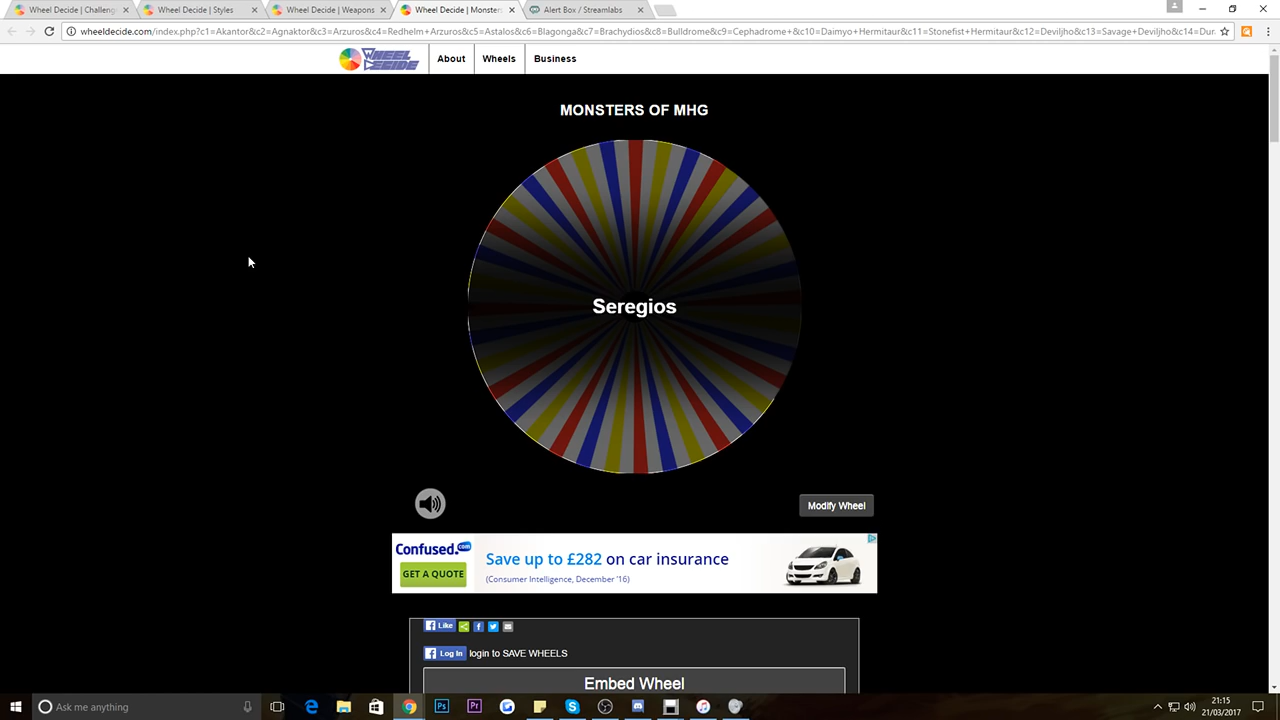 Wheel Decide | Challeng
Wheel Decide | Styles
Wheel Decide | Weapons
Wheel Decide | Monster
Alert Box / Streamlabs
wheeldecide.com/index.php?c1=Akantor&c2=Agnaktor&c3=Arzuros&c4=Redhelm+Arzuros&c5=Astalos&c6=Blagonga&c7=Brachydios&c8=Bulldrome&c9=Cephadrome+&c10=Daimyo+Hermitaur&c11=Stonefist+Hermitaur&c12=Deviljho&c13=Savage+Deviljho&c14=Dur
WHEEL DECIDE
About
Wheels
Business
MONSTERS OF MHG
Seregios
Modify Wheel
Confused.com
GET A QUOTE
Save up to £282 on car insurance
(Consumer Intelligence, December '16)
Like
Log In
login to SAVE WHEELS
Embed Wheel
Ask me anything
21:15
21/03/2017